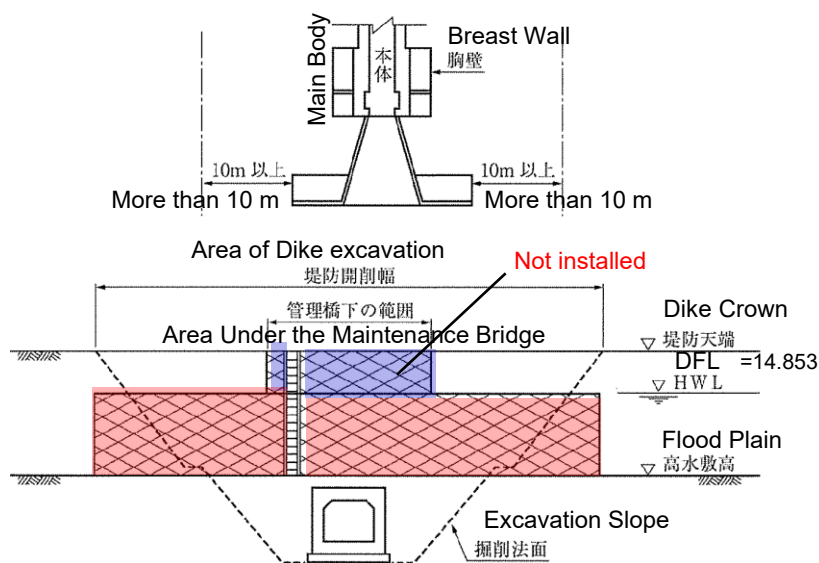 Main Body
本体
Breast Wall
胸壁
10m 以上
10m 以上
More than 10 m
More than 10 m
Area of Dike excavation
堤防開削幅
Not installed
管理橋下の範囲
Area Under the Maintenance Bridge
Dike Crown
堤防天端
DFL =14.853
HWL
Flood Plain
高水敷高
Excavation Slope
掘削法面